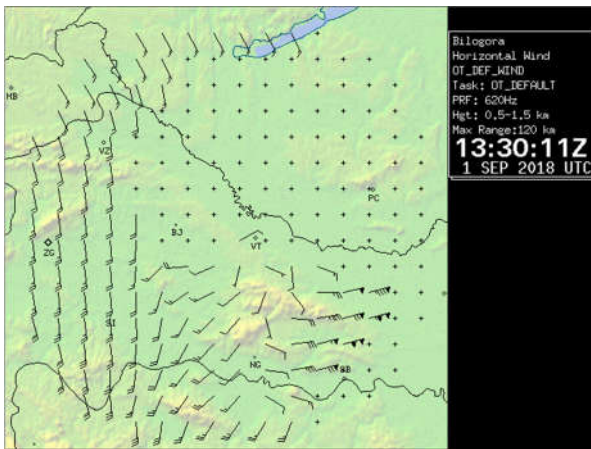 Bilogora
Horizontal Wind
OT_DEF_WIND
Task: OT_DEFAULT
PRF: 620Hz
Hgt: 0.5-1.5 km
Max Range:120 km
13:30:11Z
1 SEP 2018 UTC
HB
VZ
PC
BJ
VT
ZG
SI
NG
SB